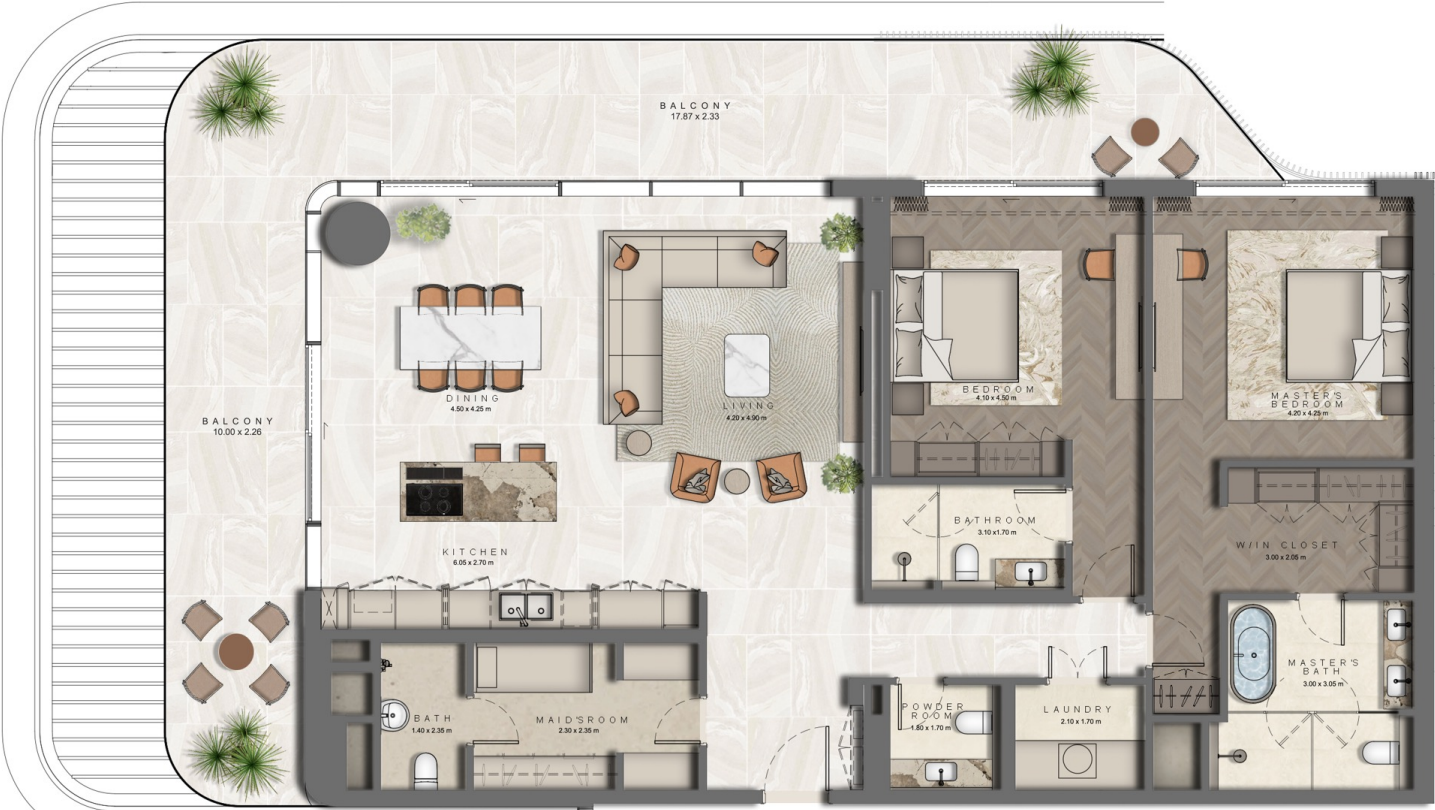 BALCONY
17.87 x 2.33
BALCONY
10.00 x 2.26
DINING
4.50 x 4.25 m
LIVING
4.20 x 4.90 m
BEDROOM
4.10 x 4.50 m
MASTER'S
BEDROOM
4.20 x 4.25 m
KITCHEN
6.05 x 2.70 m
BATHROOM
3.10 x1.70 m
W/IN CLOSET
3.00 x 2.05 m
MASTER'S
BATH
3.00 x 3.05 m
BATH
1.40 x 2.35 m
MAID'SROOM
2.30 x 2.35 m
POWDER
ROOM
1.80 x 1.70 m
LAUNDRY
2.10 x 1.70 m